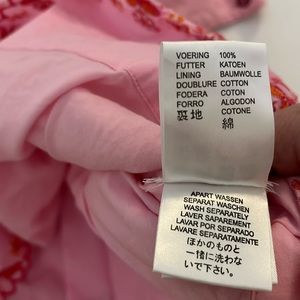 VOERING 100%
FUTTER KATOEN
LINING BAUMWOLLE
DOUBLURE COTTON
FODERA COTON
FORRO ALGODON
裏地 COTONE
綿
APART WASSEN
SEPARAT WASCHEN
WASH SEPARATELY
LAVER SAPAREMENT
LAVAR POR SAPARADO
LAVARE SEPARATAMENTE
ほかのものと
一緒に洗わな
いで下さい。